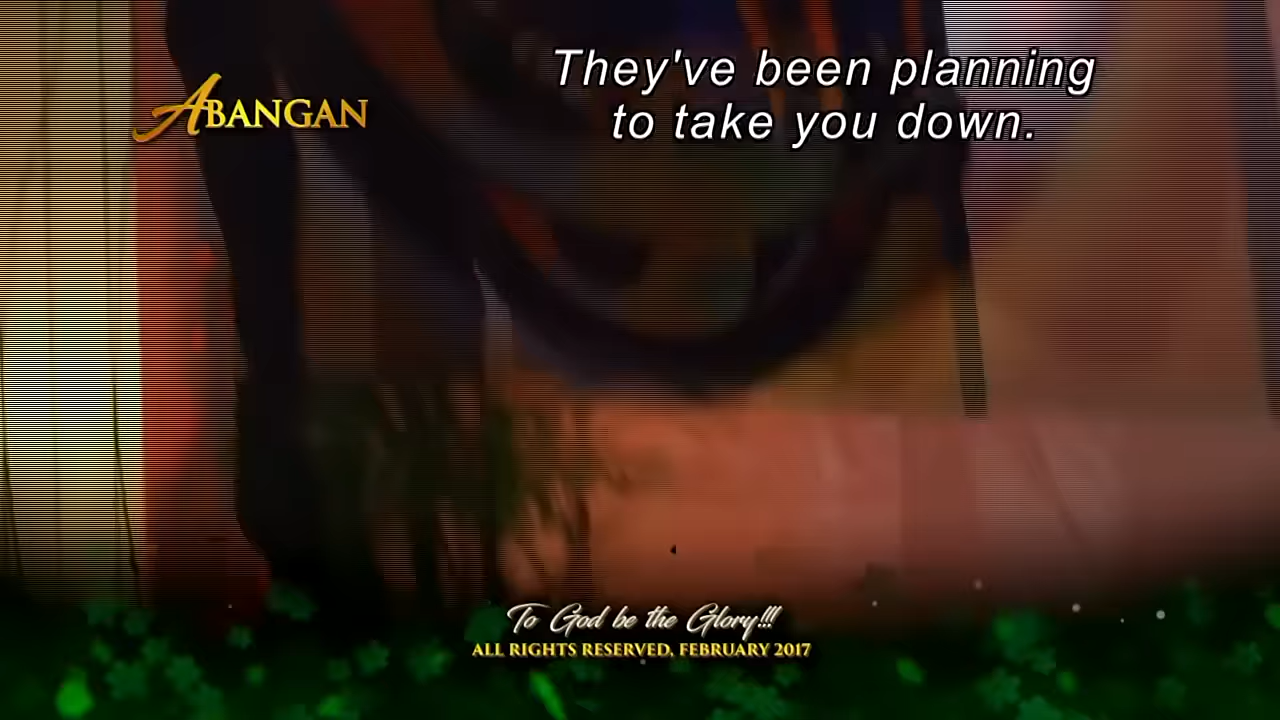 ABANGAN
They've been planning
to take you down.
To God be the Glory!!!
ALL RIGHTS RESERVED, FEBRUARY 2017